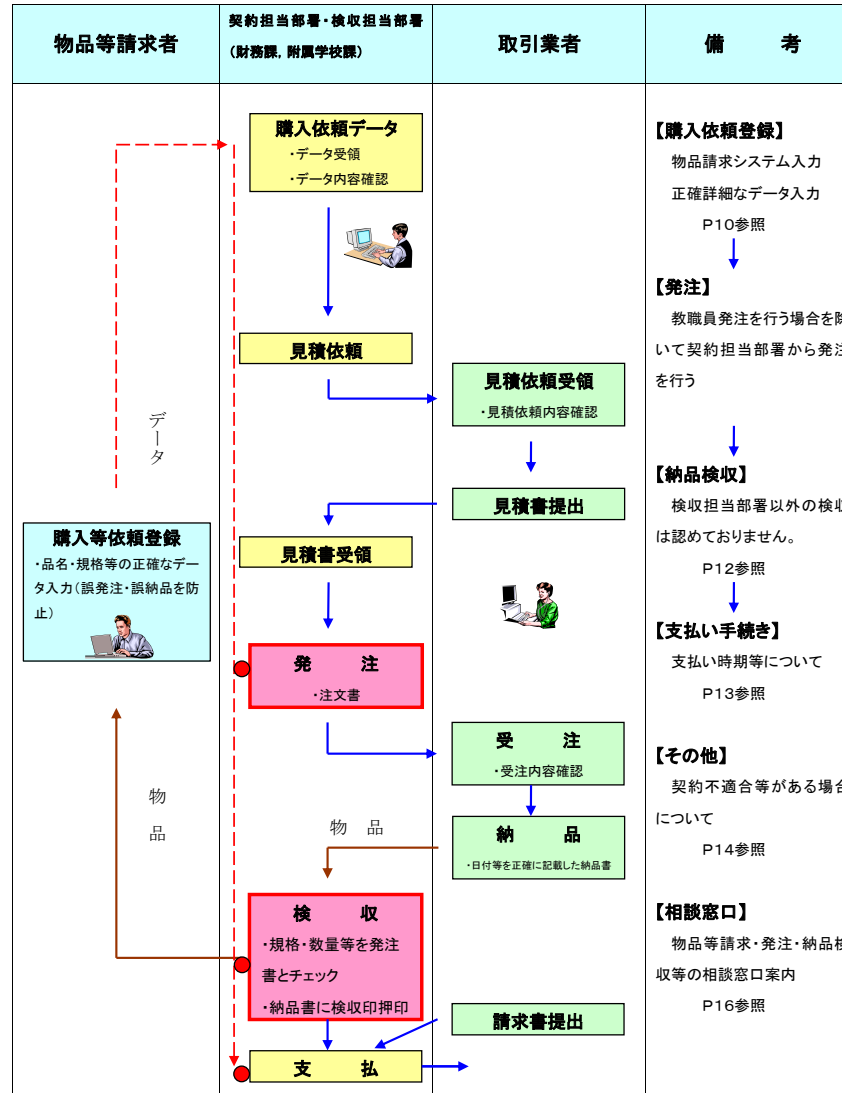 物品等請求者
契約担当部署・検収担当部署
(財務課, 附属学校課)
取引業者
備 考
購入依頼データ
・データ受領
・データ内容確認
見積依頼
見積依頼受領
・見積依頼内容確認
見積書提出
見積書受領
データ
購入等依頼登録
・品名・規格等の正確なデー
タ入力(誤発注・誤納品を防
止)
発 注
・注文書
受 注
・受注内容確認
納 品
・日付等を正確に記載した納品書
物 品
物品
検 収
・規格・数量等を発注
書とチェック
・納品書に検収印押印
請求書提出
支 払
【購入依頼登録】
物品請求システム入力
正確詳細なデータ入力
P10参照
【発注】
教職員発注を行う場合を除
いて契約担当部署から発注
を行う
【納品検収】
検収担当部署以外の検収
は認めておりません。
P12参照
【支払い手続き】
支払い時期等について
P13参照
【その他】
契約不適合等がある場合
について
P14参照
【相談窓口】
物品等請求・発注・納品検
収等の相談窓口案内
P16参照